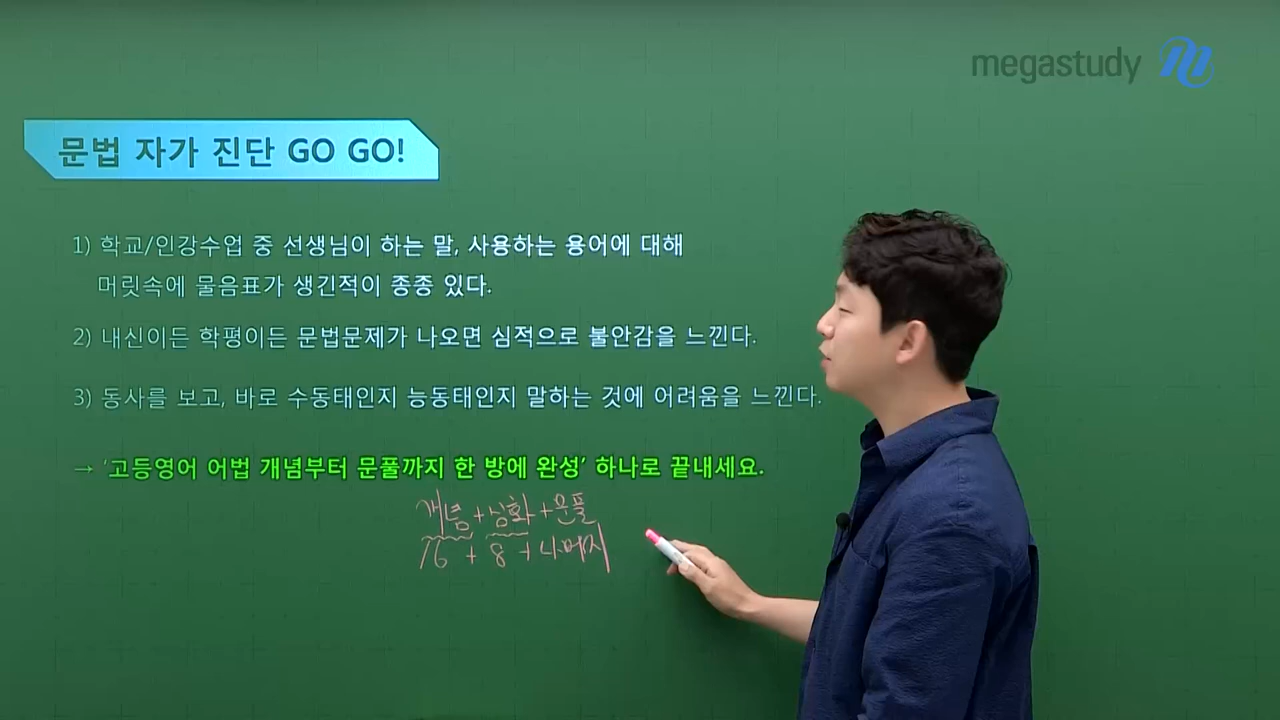 megastudy
문법 자가 진단 GO GO!
1) 학교/인강수업 중 선생님이 하는 말, 사용하는 용어에 대해
머릿속에 물음표가 생긴적이 종종 있다.
2) 내신이든 학평이든 문법문제가 나오면 심적으로 불안감을 느낀다.
3) 동사를 보고, 바로 수동태인지 능동태인지 말하는 것에 어려움을 느낀다.
→ '고등영어 어법 개념부터 문풀까지 한 방에 완성' 하나로 끝내세요.
개념+심화+문풀
16 + 8 + 나머지